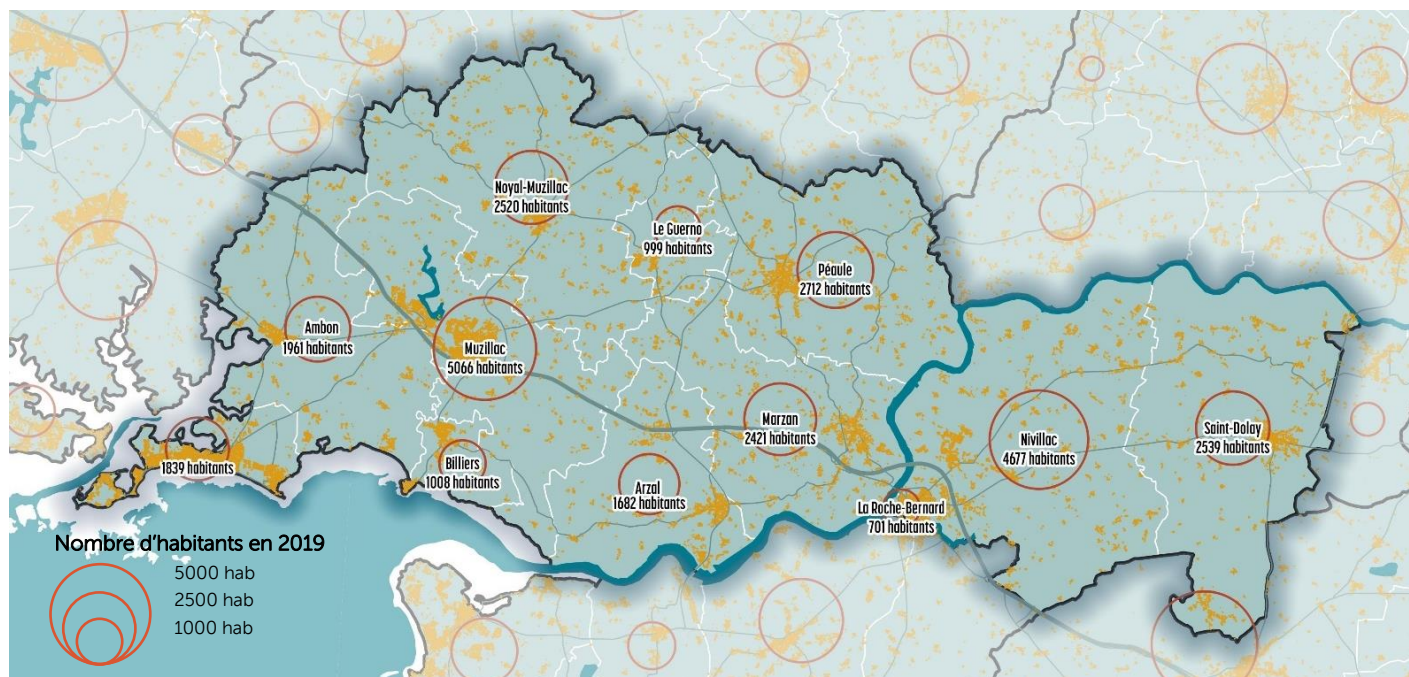 Noyal-Muzillac
2520 habitants
Le Guerno
999 habitants
Péaule
2712 habitants
Ambon
1961 habitants
Muzillac
5066 habitants
Marzan
2421 habitants
Nivillac
4677 habitants
Saint-Dolay
2539 habitants
1839 habitants
Billiers
1008 habitants
Arzal
1682 habitants
La Roche-Bernard
701 habitants
Nombre d'habitants en 2019
5000 hab
2500 hab
1000 hab